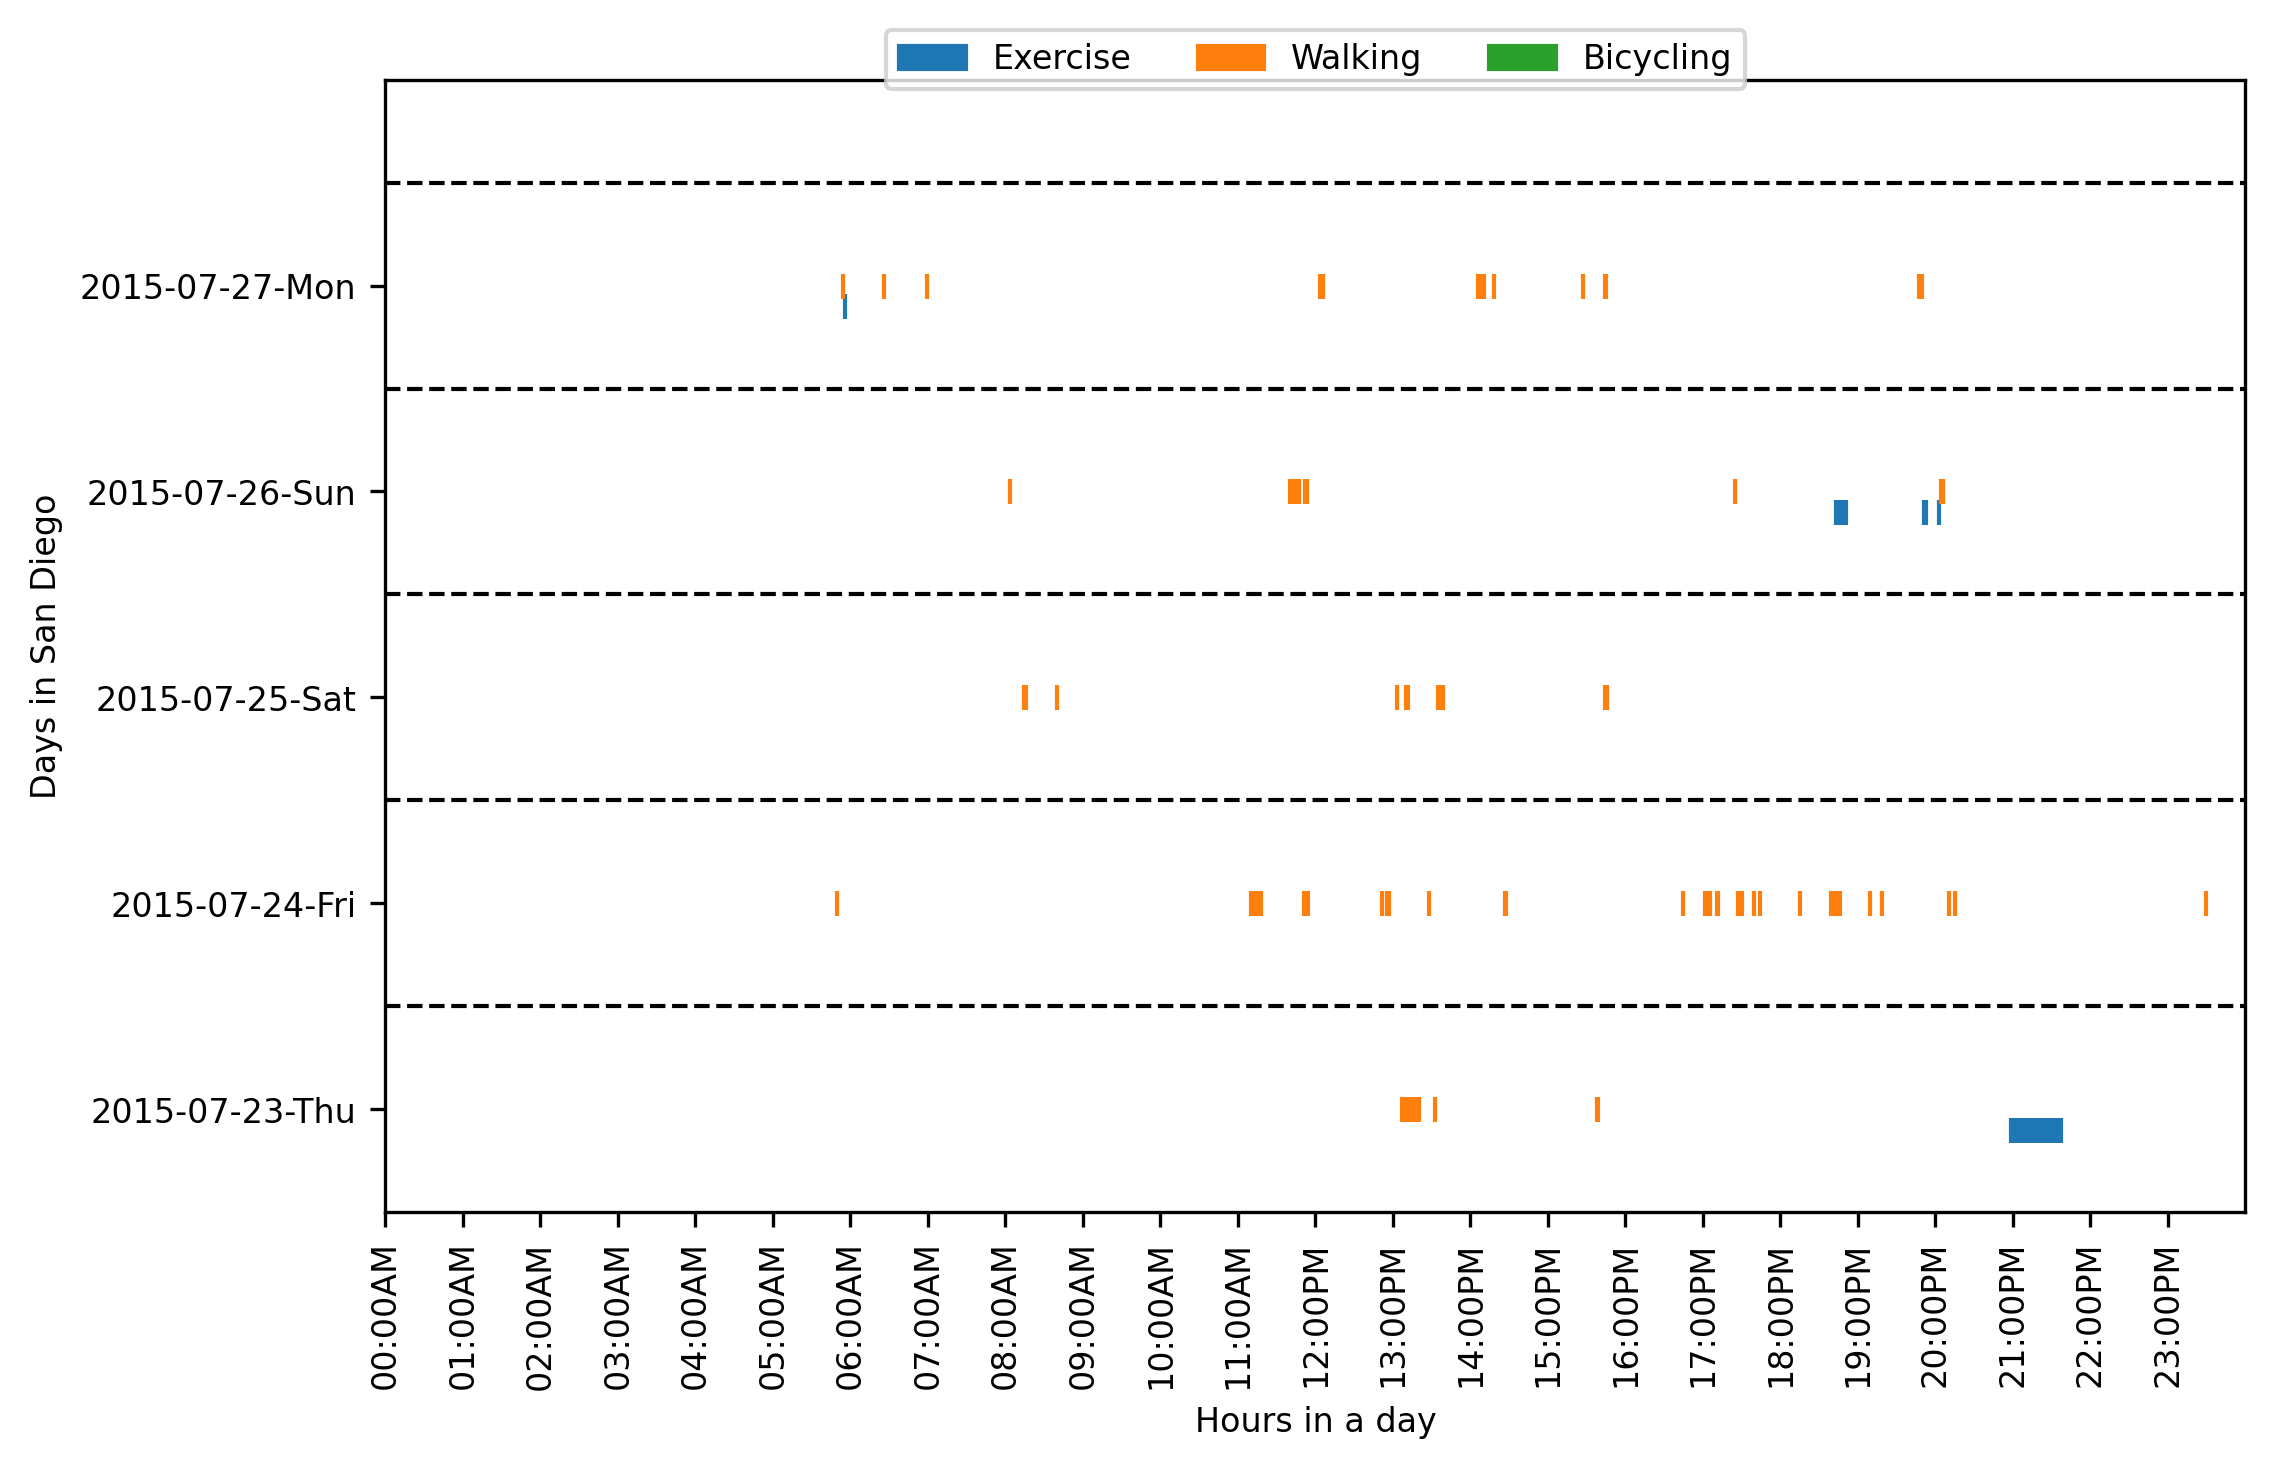 Exercise Walking Bicycling
2015-07-27-Mon
2015-07-26-Sun
2015-07-25-Sat
2015-07-24-Fri
2015-07-23-Thu
Days in San Diego
00:00AM
01:00AM
02:00AM
03:00AM
04:00AM
05:00AM
06:00AM
07:00AM
08:00AM
09:00AM
10:00AM
11:00AM
12:00PM
13:00PM
14:00PM
15:00PM
16:00PM
17:00PM
18:00PM
19:00PM
20:00PM
21:00PM
22:00PM
23:00PM
Hours in a day